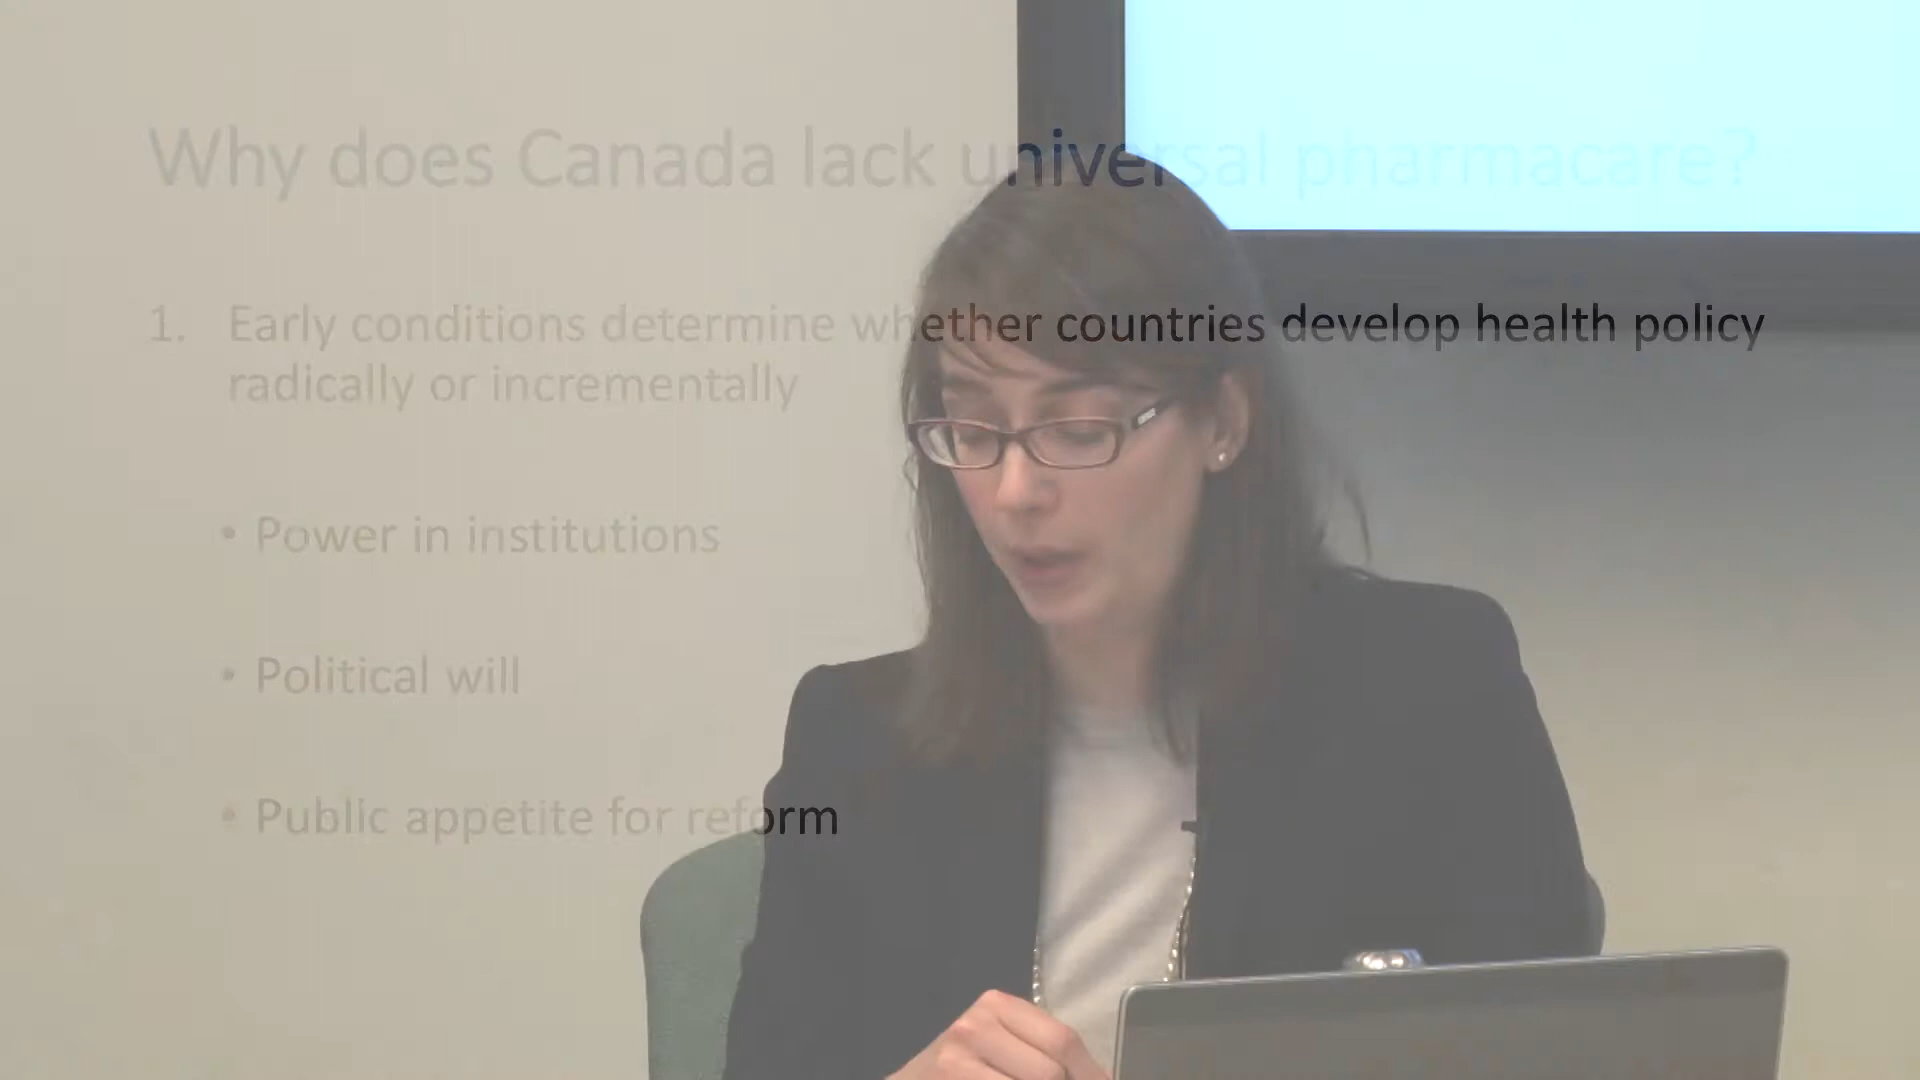 Why does Canada lack universal pharmacare?
1. Early conditions determine whether countries develop health policy
radically or incrementally
• Power in institutions
• Political will
• Public appetite for reform